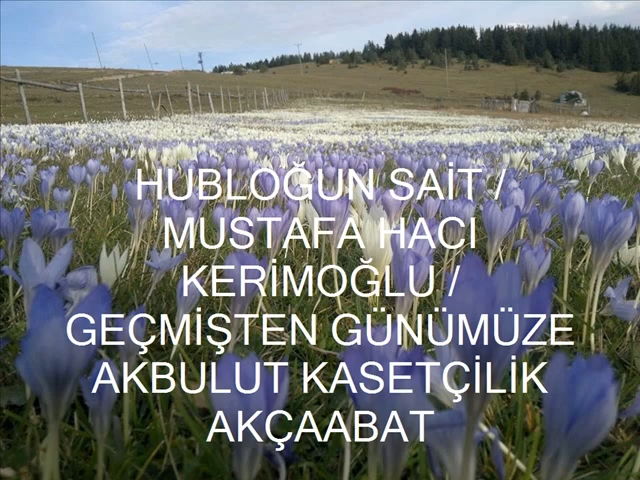 HUBLOĞUN SAİT /
MUSTAFA HACI
KERİMOĞLU /
GEÇMİŞTEN GÜNÜMÜZE
AKBULUT KASETÇİLİK
AKÇAABAT